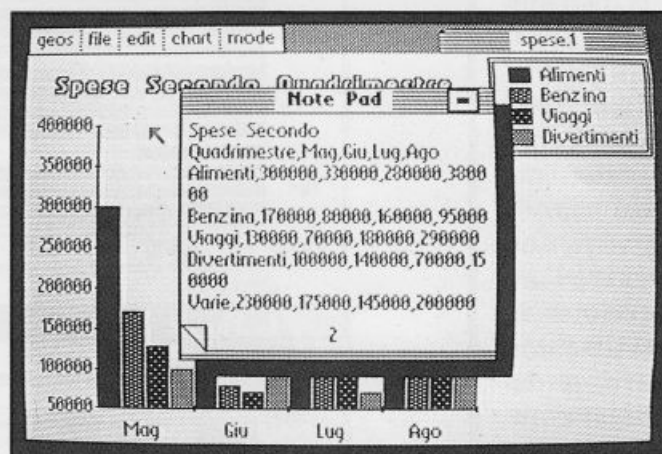 geos file edit chart mode
spese.1
Spese Secondo Quadrimestre
Alimenti
Benzina
Viaggi
Divertimenti
Note Pad
Spese Secondo
Quadrimestre,Mag,Giu,Lug,Ago
Alimenti,300000,330000,280000,3800
00
Benzina,170000,80000,160000,95000
Viaggi,130000,70000,180000,290000
Divertimenti,100000,140000,70000,15
0000
Varie,230000,175000,145000,200000
2
400000
350000
300000
250000
200000
150000
100000
50000
Mag Giu Lug Ago